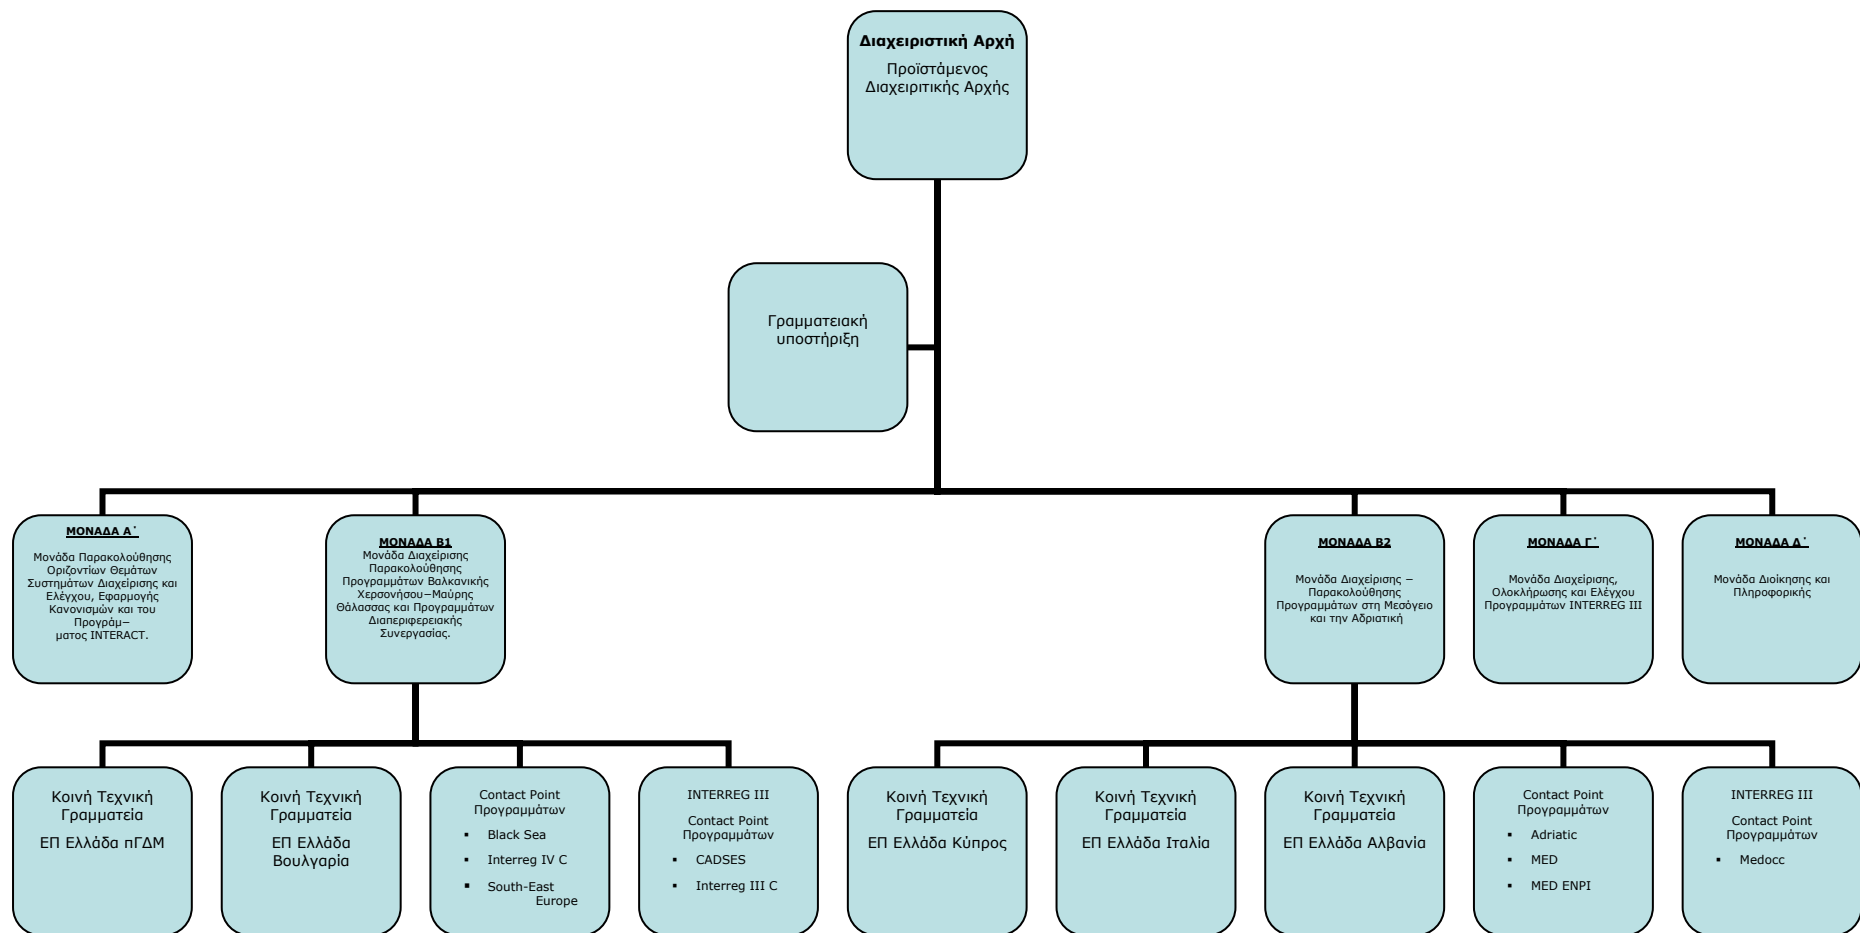 Διαχειριστική Αρχή
Προϊστάμενος
Διαχειριτικής Αρχής
Γραμματειακή
υποστήριξη
ΜΟΝΑΔΑ Α΄
Μονάδα Παρακολούθησης
Οριζοντίων Θεμάτων
Συστημάτων Διαχείρισης και
Ελέγχου, Εφαρμογής
Κανονισμών και του
Προγράμ–
ματος INTERACT.
ΜΟΝΑΔΑ Β1
Μονάδα Διαχείρισης
Παρακολούθησης
Προγραμμάτων Βαλκανικής
Χερσονήσου–Μαύρης
Θάλασσας και Προγραμμάτων
Διαπεριφερειακής
Συνεργασίας.
ΜΟΝΑΔΑ Β2
Μονάδα Διαχείρισης –
Παρακολούθησης
Προγραμμάτων στη Μεσόγειο
και την Αδριατική
ΜΟΝΑΔΑ Γ΄
Μονάδα Διαχείρισης,
Ολοκλήρωσης και Ελέγχου
Προγραμμάτων INTERREG III
ΜΟΝΑΔΑ Δ΄
Μονάδα Διοίκησης και
Πληροφορικής
Κοινή Τεχνική
Γραμματεία
ΕΠ Ελλάδα πΓΔΜ
Κοινή Τεχνική
Γραμματεία
ΕΠ Ελλάδα
Βουλγαρία
Contact Point
Προγραμμάτων
▪ Black Sea
▪ Interreg IV C
▪ South-East
Europe
INTERREG III
Contact Point
Προγραμμάτων
▪ CADSES
▪ Interreg III C
Κοινή Τεχνική
Γραμματεία
ΕΠ Ελλάδα Κύπρος
Κοινή Τεχνική
Γραμματεία
ΕΠ Ελλάδα Ιταλία
Κοινή Τεχνική
Γραμματεία
ΕΠ Ελλάδα Αλβανία
Contact Point
Προγραμμάτων
▪ Adriatic
▪ MED
▪ MED ENPI
INTERREG III
Contact Point
Προγραμμάτων
▪ Medocc